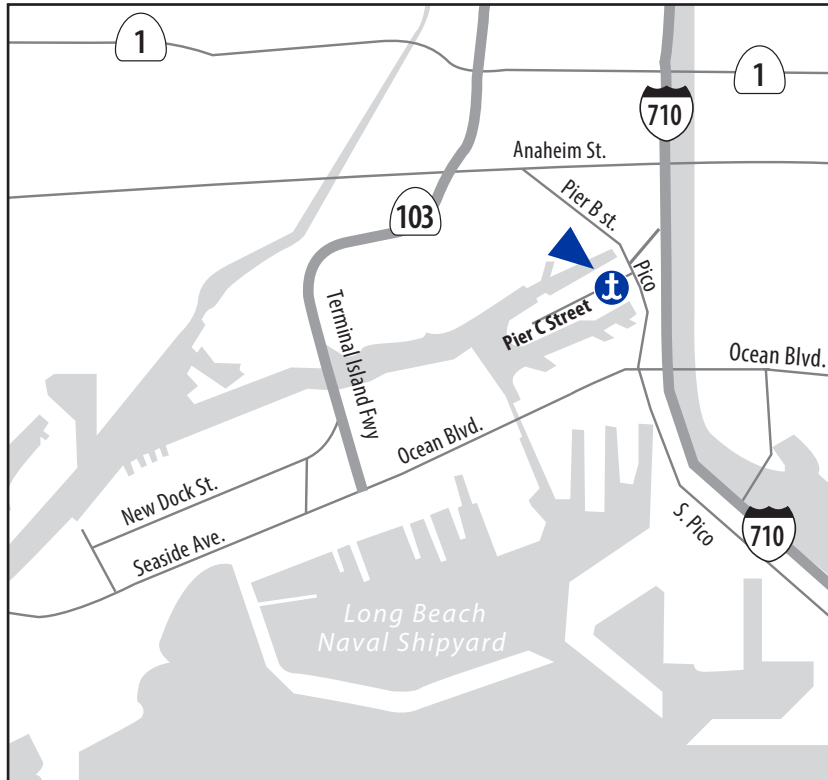 1
1
710
Anaheim St.
Pier B st.
103
Pico
Pier C Street
Terminal Island Fwy
Ocean Blvd.
Ocean Blvd.
New Dock St.
S. Pico
710
Seaside Ave.
Long Beach
Naval Shipyard